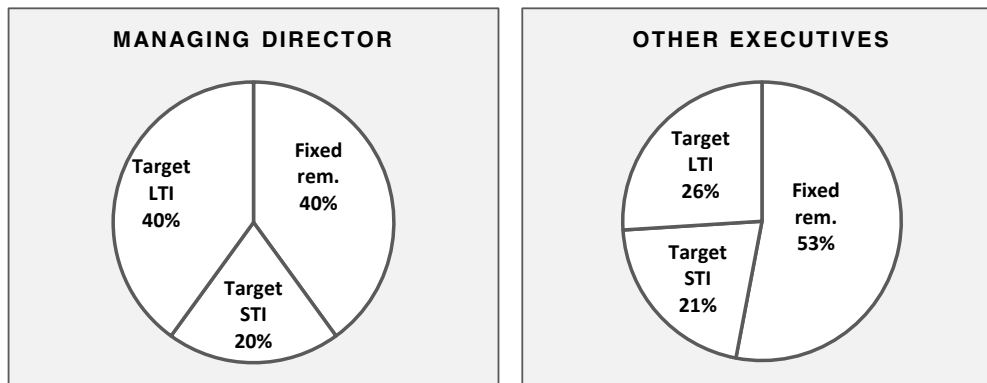 MANAGING DIRECTOR
Target
LTI
40%
Fixed
rem.
40%
Target
STI
20%
OTHER EXECUTIVES
Target
LTI
26%
Fixed
rem.
53%
Target
STI
21%